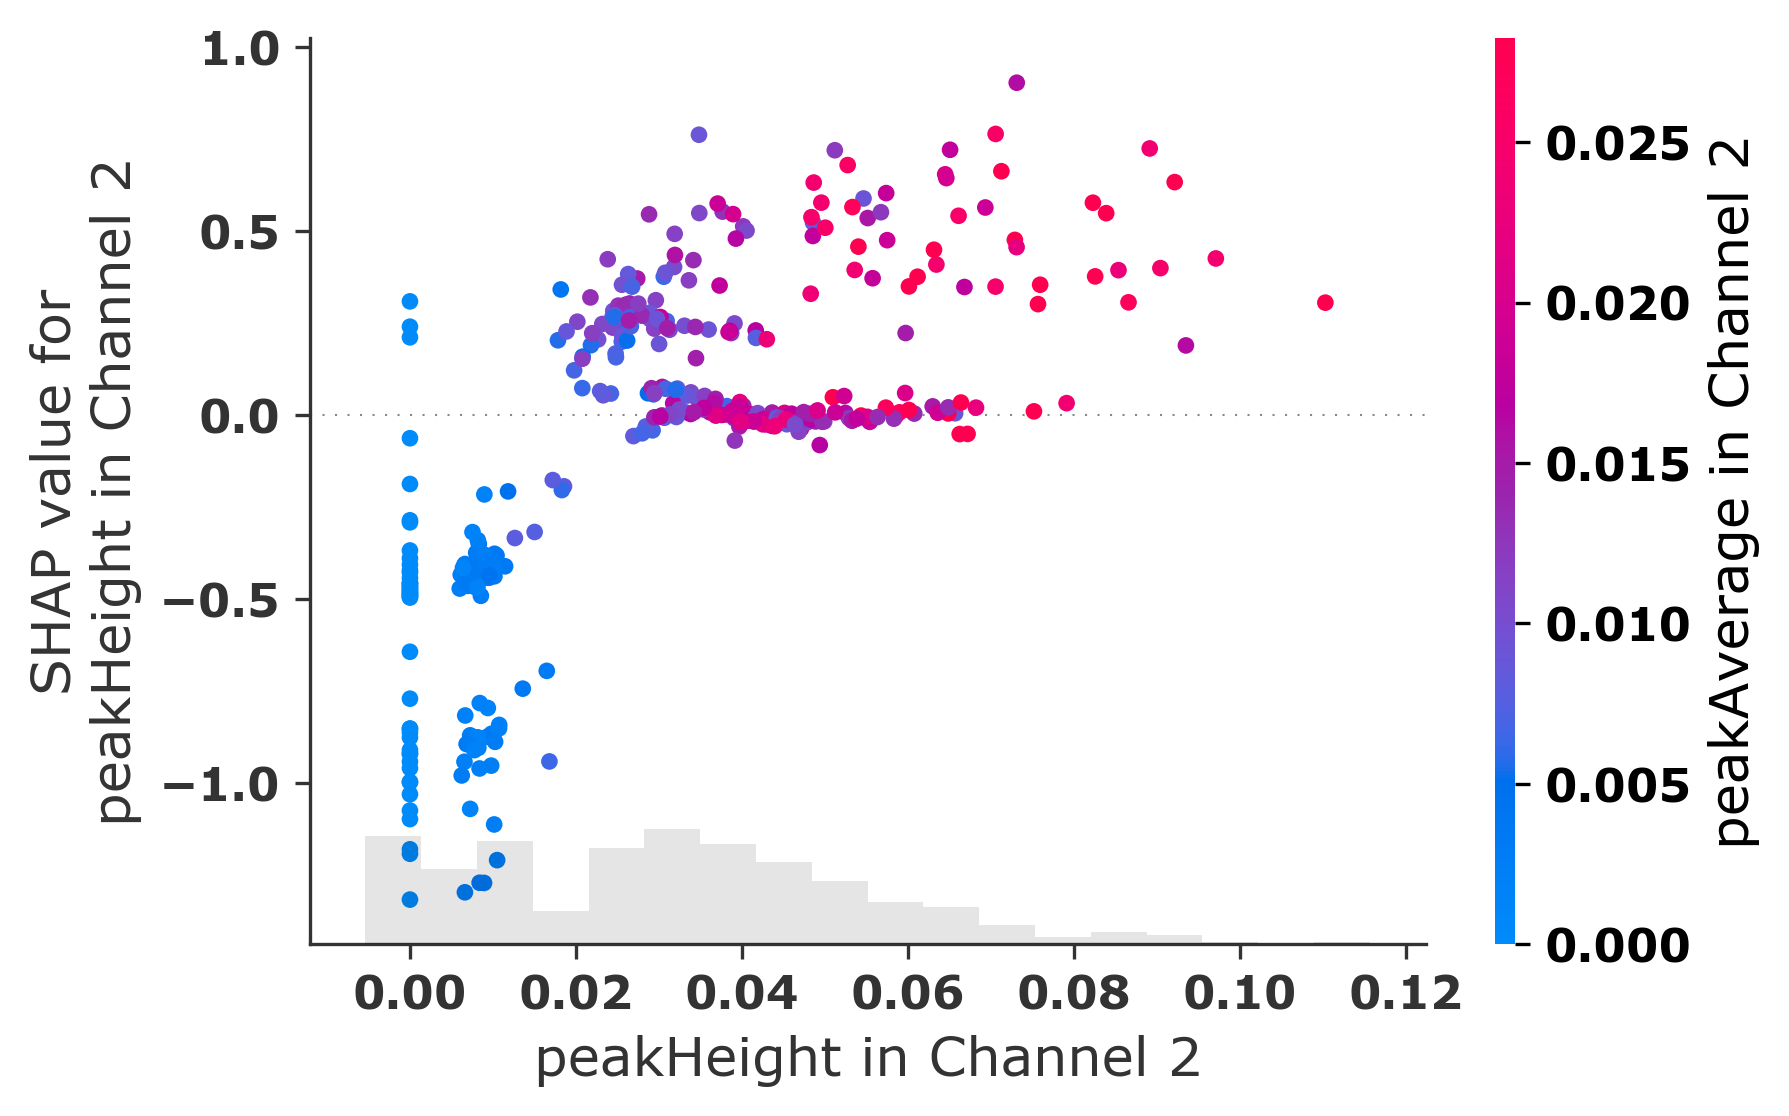 SHAP value for
peakHeight in Channel 2
1.0
0.5
0.0
−0.5
−1.0
0.00 0.02 0.04 0.06 0.08 0.10 0.12
peakHeight in Channel 2
0.025
0.020
0.015
0.010
0.005
0.000
peakAverage in Channel 2